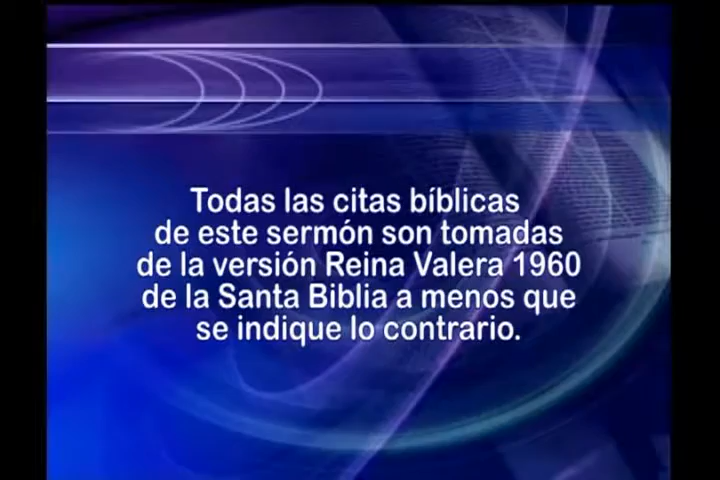 Todas las citas bíblicas
de este sermón son tomadas
de la versión Reina Valera 1960
de la Santa Biblia a menos que
se indique lo contrario.